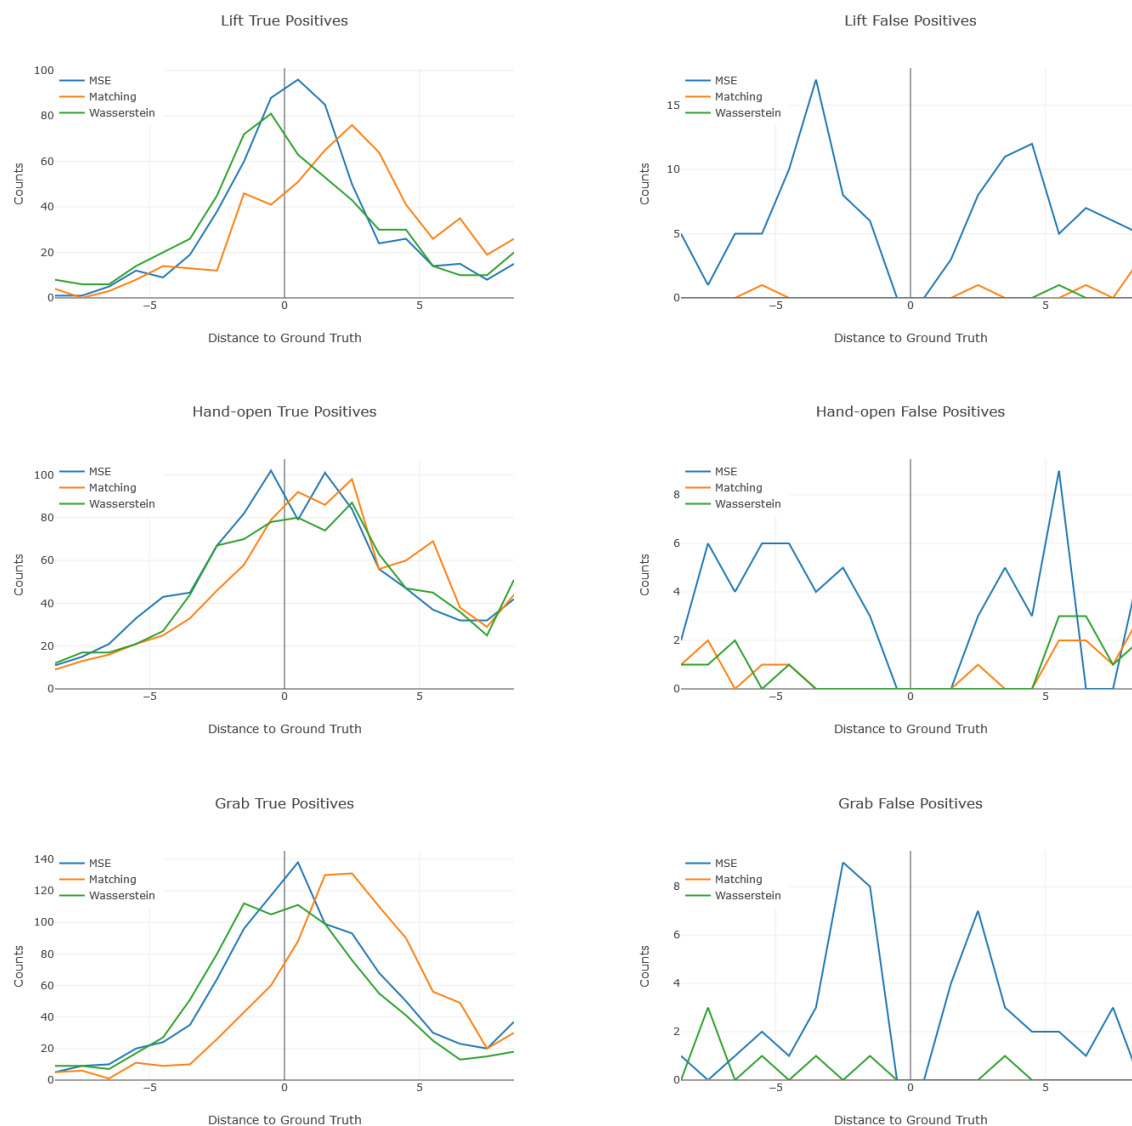 Lift True Positives
Lift False Positives
100
80
60
40
20
0
Counts
MSE
Matching
Wasserstein
−5
0
5
Distance to Ground Truth
15
10
5
0
Counts
MSE
Matching
Wasserstein
−5
0
5
Distance to Ground Truth
Hand-open True Positives
Hand-open False Positives
100
80
60
40
20
0
Counts
MSE
Matching
Wasserstein
−5
0
5
Distance to Ground Truth
8
6
4
2
0
Counts
MSE
Matching
Wasserstein
−5
0
5
Distance to Ground Truth
Grab True Positives
Grab False Positives
140
120
100
80
60
40
20
0
Counts
MSE
Matching
Wasserstein
−5
0
5
Distance to Ground Truth
8
6
4
2
0
Counts
MSE
Matching
Wasserstein
−5
0
5
Distance to Ground Truth